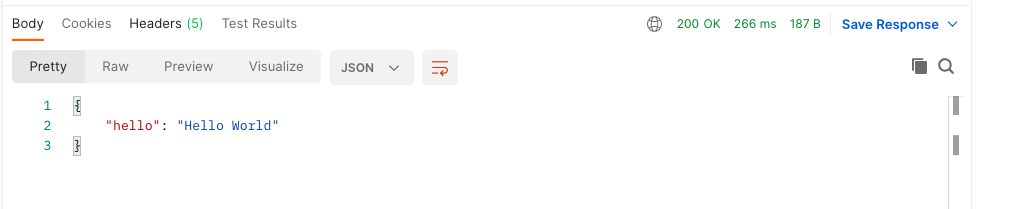 Body Cookies Headers (5) Test Results 200 OK 266 ms 187 B Save Response
Pretty Raw Preview Visualize JSON
1 {
2 "hello": "Hello World"
3 }